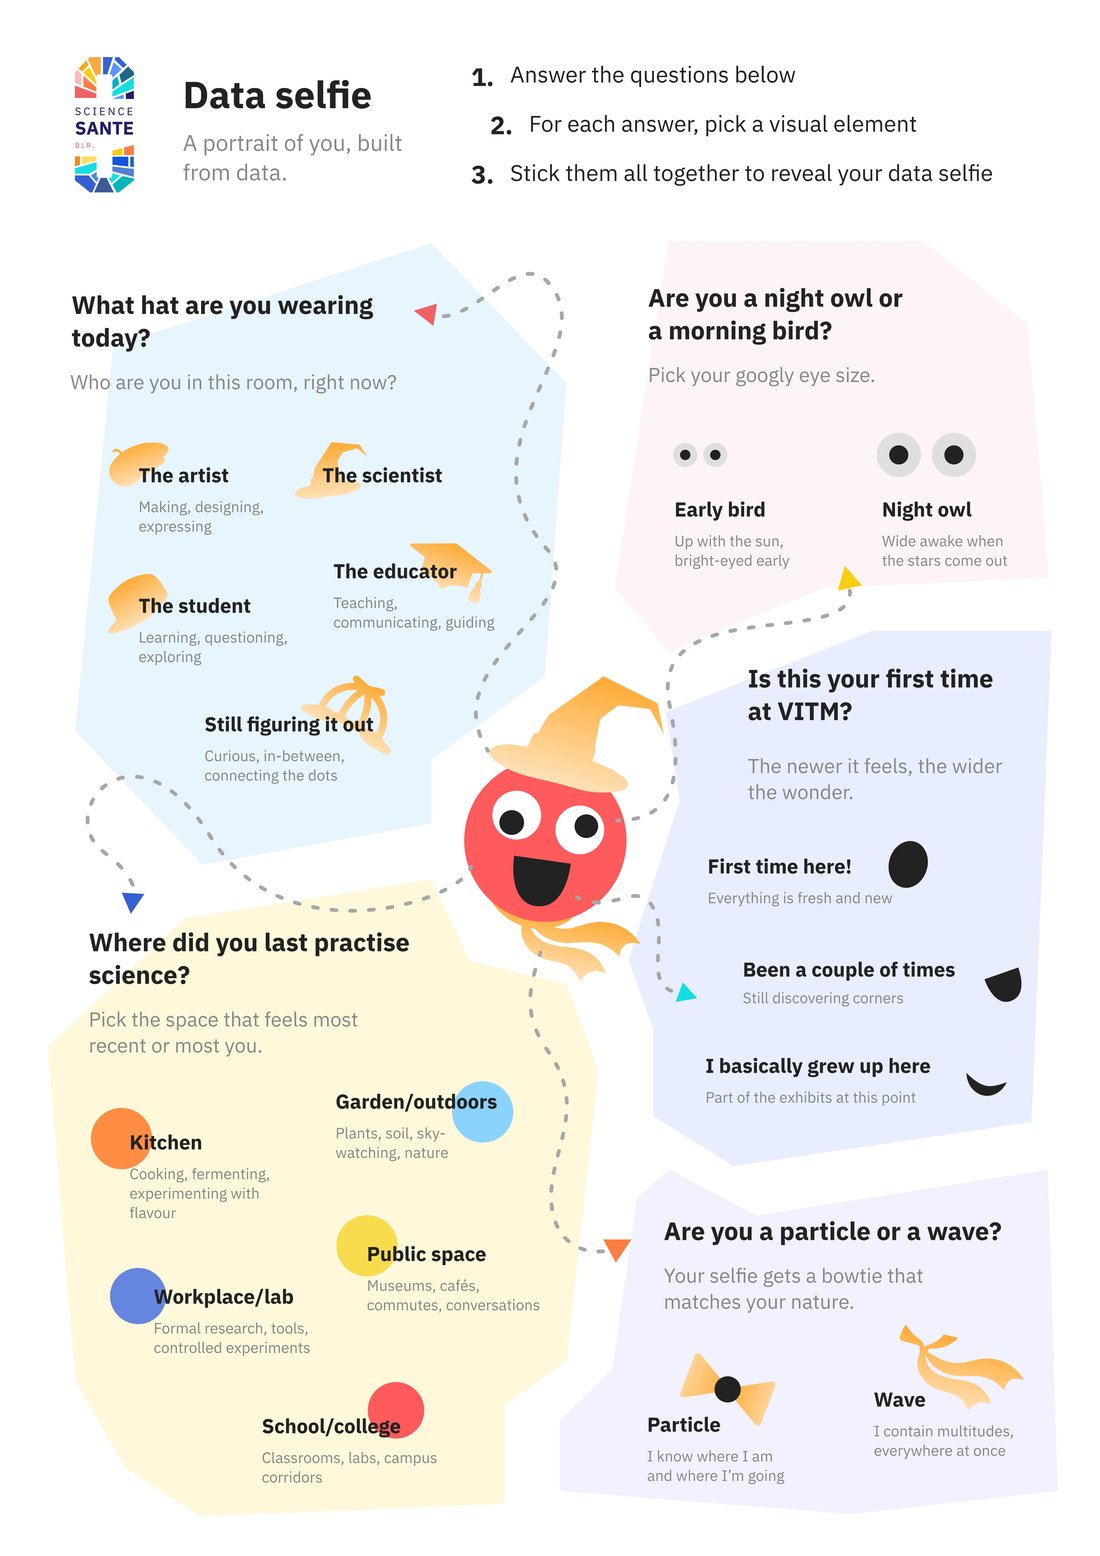 SCIENCE
SANTE
BLR.
Data selfie
A portrait of you, built
from data.
1. Answer the questions below
2. For each answer, pick a visual element
3. Stick them all together to reveal your data selfie
What hat are you wearing
today?
Who are you in this room, right now?
The artist
Making, designing,
expressing
The scientist
The educator
Teaching,
communicating, guiding
The student
Learning, questioning,
exploring
Still figuring it out
Curious, in-between,
connecting the dots
Are you a night owl or
a morning bird?
Pick your googly eye size.
Early bird
Up with the sun,
bright-eyed early
Night owl
Wide awake when
the stars come out
Is this your first time
at VITM?
The newer it feels, the wider
the wonder.
First time here!
Everything is fresh and new
Been a couple of times
Still discovering corners
I basically grew up here
Part of the exhibits at this point
Where did you last practise
science?
Pick the space that feels most
recent or most you.
Kitchen
Cooking, fermenting,
experimenting with
flavour
Garden/outdoors
Plants, soil, sky-
watching, nature
Public space
Museums, cafés,
commutes, conversations
Workplace/lab
Formal research, tools,
controlled experiments
School/college
Classrooms, labs, campus
corridors
Are you a particle or a wave?
Your selfie gets a bowtie that
matches your nature.
Particle
I know where I am
and where I'm going
Wave
I contain multitudes,
everywhere at once